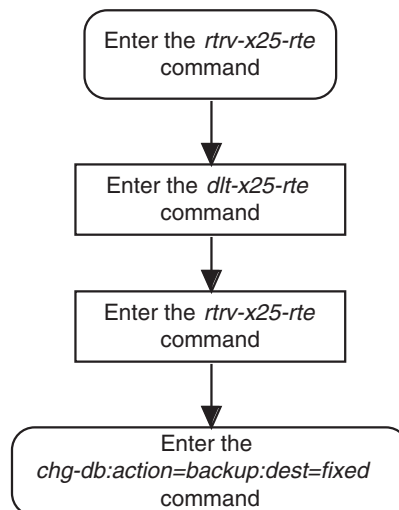 Enter the rtrv-x25-rte
command
Enter the dlt-x25-rte
command
Enter the rtrv-x25-rte
command
Enter the
chg-db:action=backup:dest=fixed
command